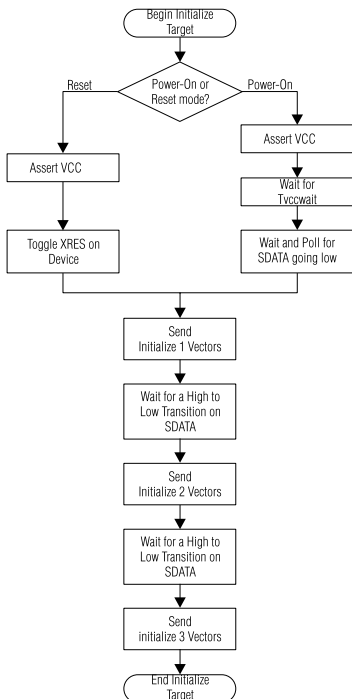 Begin Initialize
Target
Power-On or
Reset mode?
Reset
Power-On
Assert VCC
Assert VCC
Wait for
Tvccwait
Toggle XRES on
Device
Wait and Poll for
SDATA going low
Send
Initialize 1 Vectors
Wait for a High to
Low Transition on
SDATA
Send
Initialize 2 Vectors
Wait for a High to
Low Transition on
SDATA
Send
initialize 3 Vectors
End Initialize
Target